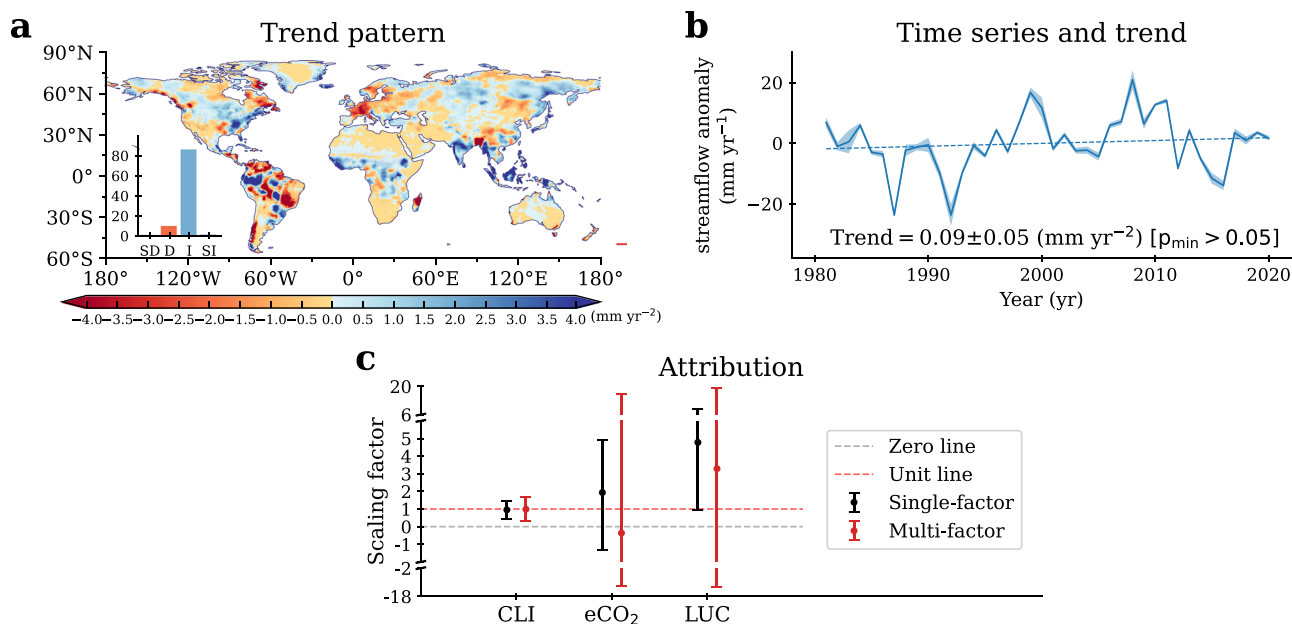 a
Trend pattern
90°N
60°N
30°N
0°
30°S
60°S
80
60
40
20
0
SD D I SI
180° 120°W 60°W 0° 60°E 120°E 180°
−4.0 −3.5 −3.0 −2.5 −2.0 −1.5 −1.0 −0.5 0.0 0.5 1.0 1.5 2.0 2.5 3.0 3.5 4.0 (mm yr⁻²)
b
Time series and trend
streamflow anomaly
(mm yr⁻¹)
20
0
−20
Trend = 0.09±0.05 (mm yr⁻²) [pmin > 0.05]
1980 1990 2000 2010 2020
Year (yr)
c
Attribution
Scaling factor
20
6
5
4
3
2
1
0
-1
-2
-18
CLI eCO₂ LUC
Zero line
Unit line
Single-factor
Multi-factor